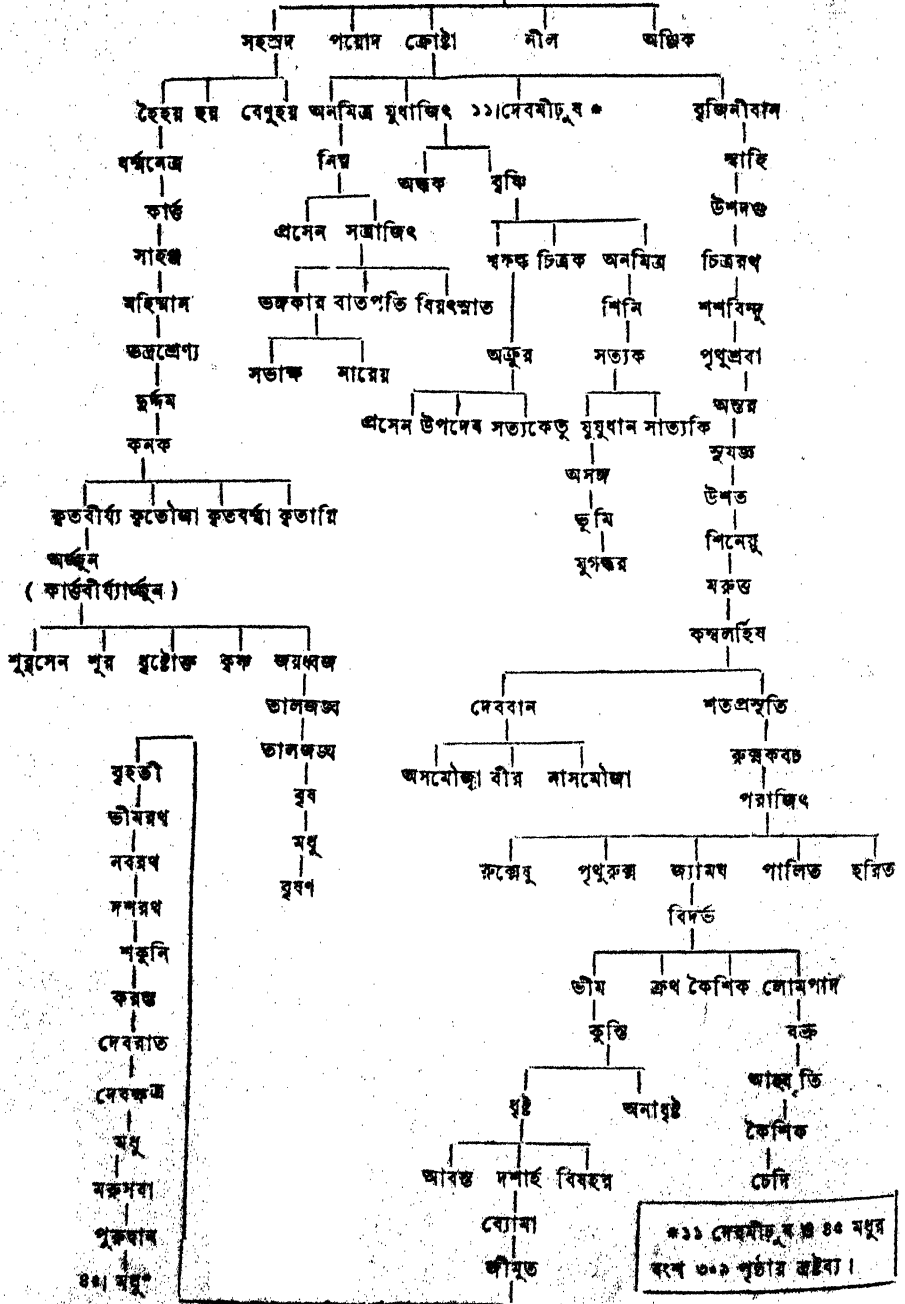 সহস্রদ পয়োদ ক্রোষ্টা নীল অঞ্জিক
হৈহয় হয় বেণুহয় অনমিত্র যুধাজিৎ ১১।দেবমীঢ়ুষ * বৃজিনীবান
ধর্ম্মনেত্র নিঘ্ন অন্ধক বৃষ্ণি স্বাহি
কার্ত্ত প্রসেন সত্রাজিৎ শ্বফল্ক চিত্রক অনমিত্র উশদগু
সাহঞ্জ চিত্ররথ
মহিষ্মান ভঙ্গকার বাতপতি বিয়ৎস্নাত শিনি শশবিন্দু
ভদ্রশ্রেণ্য সভাক্ষ নারেয় অক্রূর সত্যক পৃথুশ্রবা
দুর্দ্দম অন্তর
কনক প্রসেন উপদেব সত্যকেতু যুযুধান সাত্যকি সুযজ্ঞ
অসঙ্গ উশত
কৃতবীর্য্য কৃতৌজা কৃতবর্ম্মা কৃতাগ্নি ভূমি শিনেয়ু
অর্জ্জুন যুগন্ধর মরুত্ত
( কার্ত্তবীর্য্যার্জ্জুন )
কম্বলর্হিষ
শূরসেন শূর ধৃষ্টোক্ত কৃষ্ণ জয়ধ্বজ
তালজঙ্ঘ দেববান শতপ্রসূতি
তালজঙ্ঘ রুক্মকবচ
বৃহতী অসমৌজা বীর নাসমৌজা
বৃষ পরাজিৎ
ভীমরথ
মধু
নবরথ বৃষণ রুক্মেষু পৃথুরুক্ম জ্যামঘ পালিত হরিত
দশরথ বিদর্ভ
শকুনি
করম্ভ ভীম ক্রথ কৈশিক লোমপাদ
দেবরাত কুন্তি বভ্রু
দেবক্ষত্র ধৃষ্ট অনাধৃষ্ট আহৃতি
মধু কৈশিক
মরুসবা আবন্ত দশার্হ বিষহর চেদি
পুরুদ্বান ব্যোমা
৪৫। মধু* জীমূত
*১১ দেবমীঢ়ুষ ও ৪৫ মধুর
বংশ ৩০৯ পৃষ্ঠায় দ্রষ্টব্য।